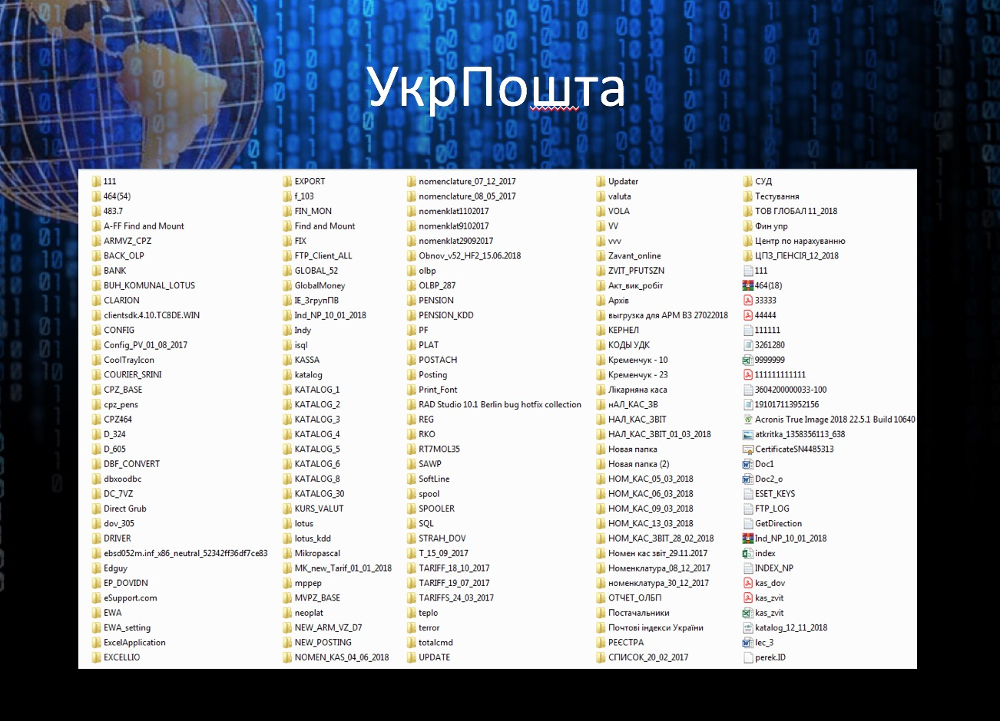 УкрПошта
111
464(54)
483.7
A-FF Find and Mount
ARMVZ_CPZ
BACK_OLP
BANK
BUH_KOMUNAL_LOTUS
CLARION
clientsdk.4.10.TC8DE.WIN
CONFIG
Config_PV_01_08_2017
CoolTrayIcon
COURIER_SRINI
CPZ_BASE
cpz_pens
CPZ464
D_324
D_605
DBF_CONVERT
dbxoodbc
DC_7VZ
Direct Grub
dov_305
DRIVER
ebsd052m.inf_x86_neutral_52342ff36df7ce83
Edguy
EP_DOVIDN
eSupport.com
EWA
EWA_setting
ExcelApplication
EXCELLIO
EXPORT
f_103
FIN_MON
Find and Mount
FIX
FTP_Client_ALL
GLOBAL_52
GlobalMoney
IE_3групПВ
Ind_NP_10_01_2018
Indy
isql
KASSA
katalog
KATALOG_1
KATALOG_2
KATALOG_3
KATALOG_4
KATALOG_5
KATALOG_6
KATALOG_8
KATALOG_30
KURS_VALUT
lotus
lotus_kdd
Mikropascal
MK_new_Tarif_01_01_2018
mppep
MVPZ_BASE
neoplat
NEW_ARM_VZ_D7
NEW_POSTING
NOMEN_KAS_04_06_2018
nomenclature_07_12_2017
nomenclature_08_05_2017
nomenklat1102017
nomenklat9102017
nomenklat29092017
Obnov_v52_HF2_15.06.2018
olbp
OLBP_287
PENSION
PENSION_KDD
PF
PLAT
POSTACH
Posting
Print_Font
RAD Studio 10.1 Berlin bug hotfix collection
REG
RKO
RT7MOL35
SAWP
SoftLine
spool
SPOOLER
SQL
STRAH_DOV
T_15_09_2017
TARIFF_18_10_2017
TARIFF_19_07_2017
TARIFFS_24_03_2017
teplo
terror
totalcmd
UPDATE
Updater
valuta
VOLA
VV
vvv
Zavant_online
ZVIT_PFUTSZN
Акт_вик_робіт
Архів
выгрузка для АРМ ВЗ 27022018
КЕРНЕЛ
КОДЫ УДК
Кременчук - 10
Кременчук - 23
Лікарняна каса
нАЛ_КАС_ЗВ
НАЛ_КАС_ЗВІТ
НАЛ_КАС_ЗВІТ_01_03_2018
Новая папка
Новая папка (2)
НОМ_КАС_05_03_2018
НОМ_КАС_06_03_2018
НОМ_КАС_09_03_2018
НОМ_КАС_13_03_2018
НОМ_КАС_ЗВІТ_28_02_2018
Номен кас звіт_29.11.2017
Номенклатура_08_12_2017
номенклатура_30_12_2017
ОТЧЕТ_ОЛБП
Постачальники
Почтові індекси України
РЕЄСТРА
СПИСОК_20_02_2017
СУД
Тестування
ТОВ ГЛОБАЛ 11_2018
Фин упр
Центр по нарахуванню
ЦПЗ_ПЕНСІЯ_12_2018
111
464(18)
33333
44444
111111
3261280
9999999
111111111111
3604200000033-100
191017113952156
Acronis True Image 2018 22.5.1 Build 10640
atkritka_1358356113_638
CertificateSN4485313
Doc1
Doc2_o
ESET_KEYS
FTP_LOG
GetDirection
Ind_NP_10_01_2018
index
INDEX_NP
kas_dov
kas_zvit
kas_zvit
katalog_12_11_2018
lec_3
perek.ID